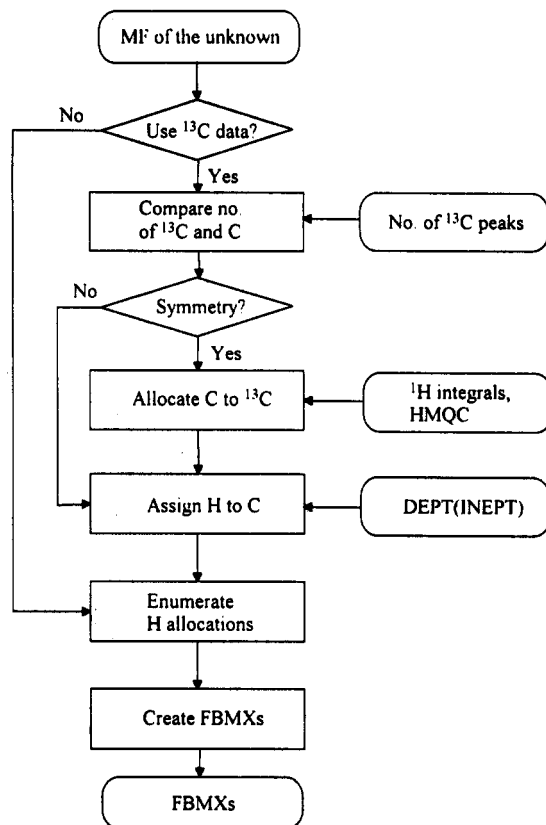 MF of the unknown
No
Use ¹³C data?
Yes
Compare no.
of ¹³C and C
No. of ¹³C peaks
No
Symmetry?
Yes
Allocate C to ¹³C
¹H integrals,
HMQC
Assign H to C
DEPT(INEPT)
Enumerate
H allocations
Create FBMXs
FBMXs